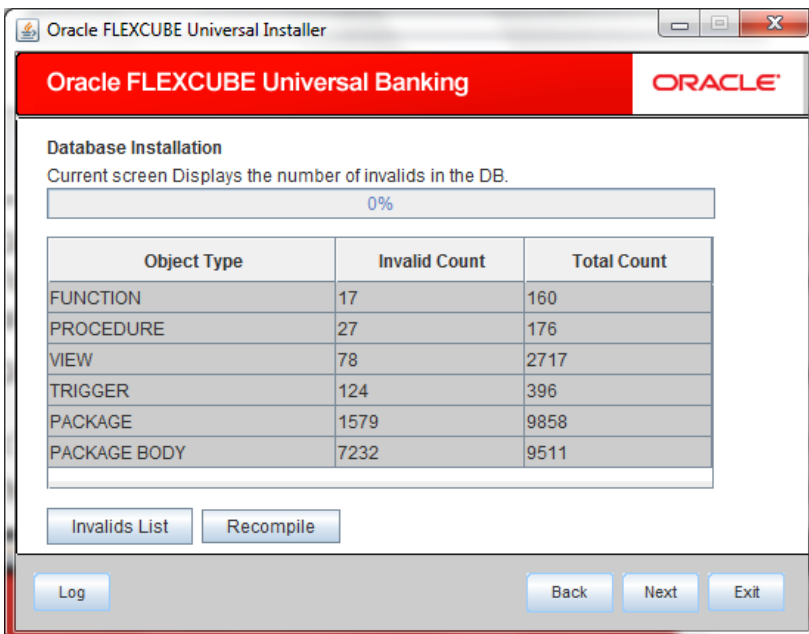 Oracle FLEXCUBE Universal Installer
Oracle FLEXCUBE Universal Banking ORACLE
Database Installation
Current screen Displays the number of invalids in the DB.
0%
Object Type Invalid Count Total Count
FUNCTION 17 160
PROCEDURE 27 176
VIEW 78 2717
TRIGGER 124 396
PACKAGE 1579 9858
PACKAGE BODY 7232 9511
Invalids List Recompile
Log Back Next Exit